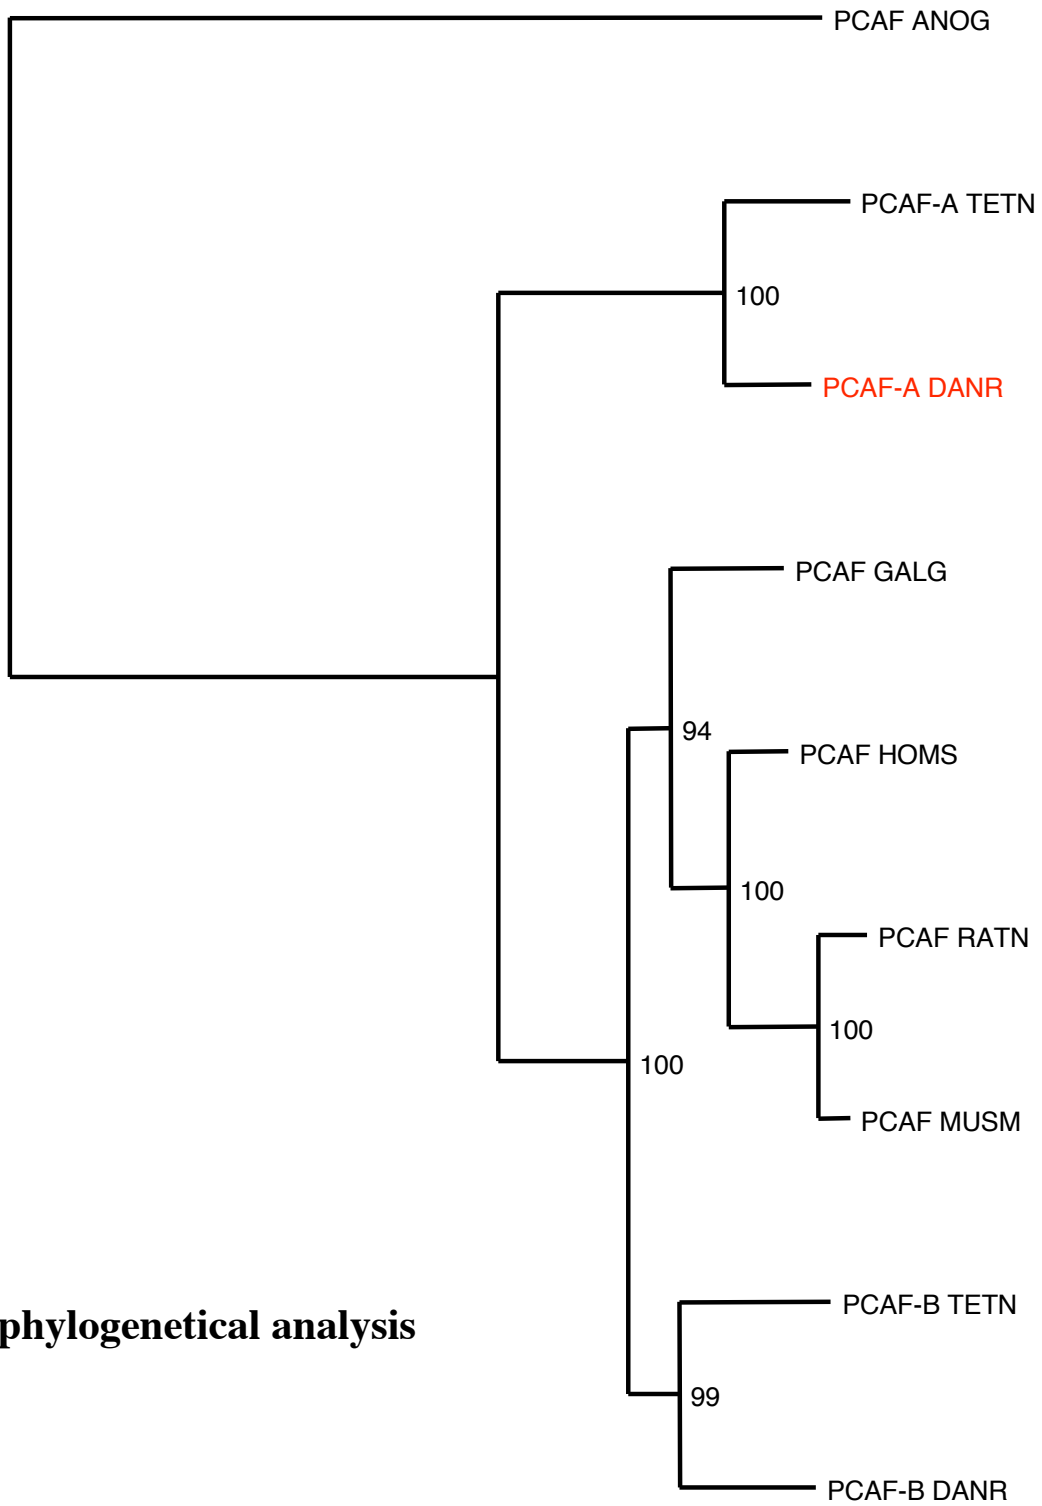 PCAF ANOG
PCAF-A TETN
100
PCAF-A DANR
PCAF GALG
94
PCAF HOMS
100
PCAF RATN
100
100
PCAF MUSM
PCAF-B TETN
phylogenetical analysis
99
PCAF-B DANR